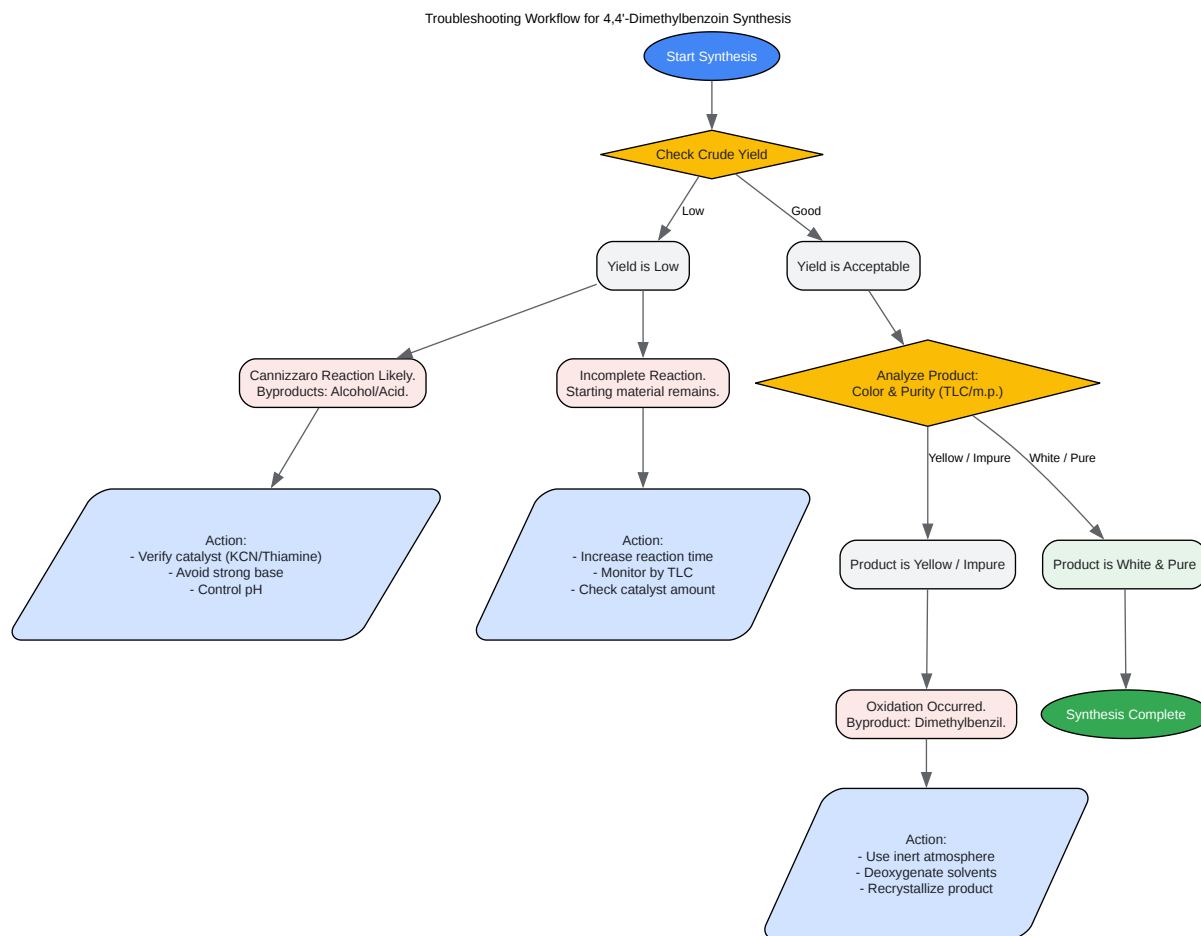 Troubleshooting Workflow for 4,4'-Dimethylbenzoin Synthesis
Start Synthesis
Check Crude Yield
Low
Good
Yield is Low
Yield is Acceptable
Cannizzaro Reaction Likely.
Byproducts: Alcohol/Acid.
Incomplete Reaction.
Starting material remains.
Analyze Product:
Color & Purity (TLC/m.p.)
Yellow / Impure
White / Pure
Action:
- Verify catalyst (KCN/Thiamine)
- Avoid strong base
- Control pH
Action:
- Increase reaction time
- Monitor by TLC
- Check catalyst amount
Product is Yellow / Impure
Product is White & Pure
Oxidation Occurred.
Byproduct: Dimethylbenzil.
Synthesis Complete
Action:
- Use inert atmosphere
- Deoxygenate solvents
- Recrystallize product